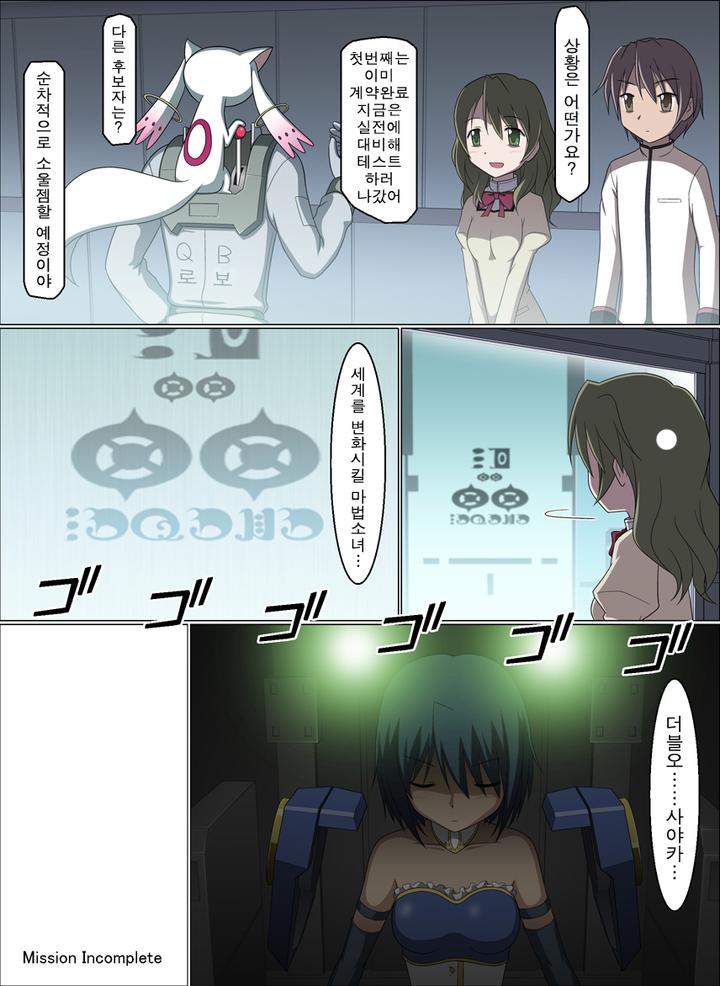 상황은 어떤가요?
첫번째는
이미
계약완료
지금은
실전에
대비해
테스트
하러
나갔어
다른 후보자는?
순차적으로 소울젬할 예정이야
QB
로보
세계를 변화시킬 마법소녀…
ゴ ゴ ゴ ゴ ゴ ゴ
더블오……사야카…
Mission Incomplete